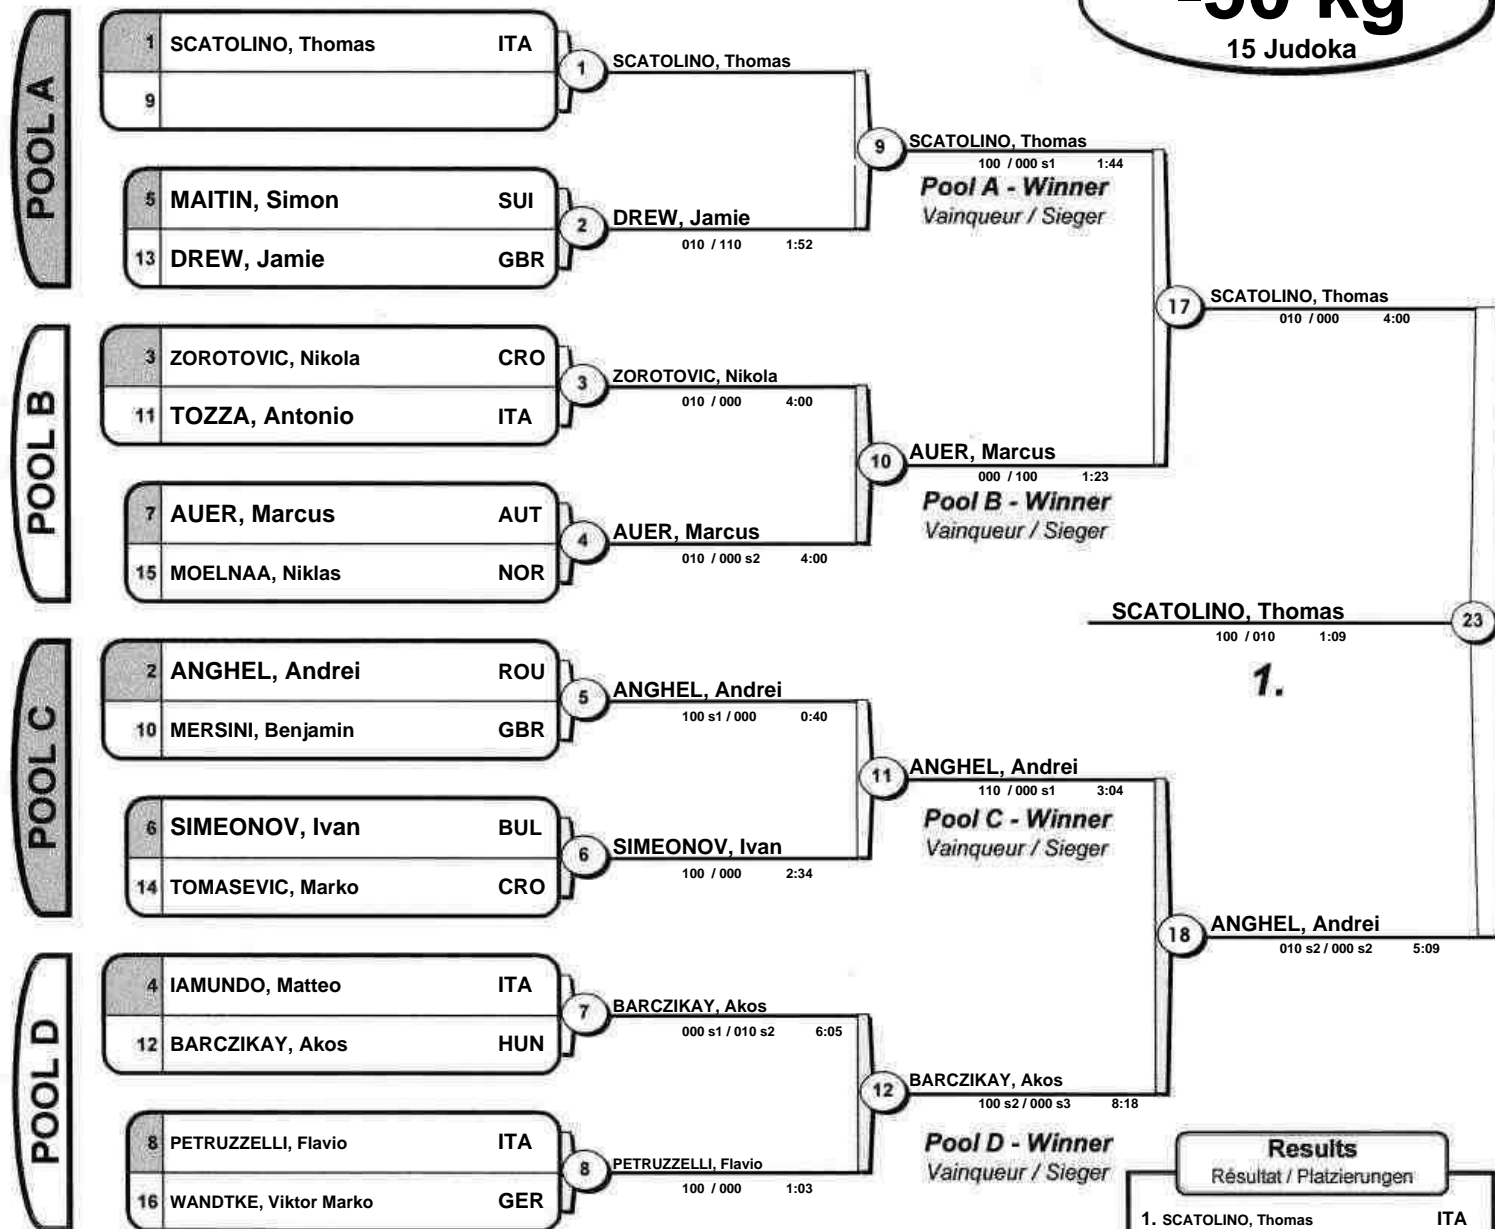 -50 kg
15 Judoka
POOL A
1 SCATOLINO, Thomas ITA
9
5 MAITIN, Simon SUI
13 DREW, Jamie GBR
1 SCATOLINO, Thomas
2 DREW, Jamie
010 / 110 1:52
9 SCATOLINO, Thomas
100 / 000 s1 1:44
Pool A - Winner
Vainqueur / Sieger
POOL B
3 ZOROTOVIC, Nikola CRO
11 TOZZA, Antonio ITA
7 AUER, Marcus AUT
15 MOELNAA, Niklas NOR
3 ZOROTOVIC, Nikola
010 / 000 4:00
4 AUER, Marcus
010 / 000 s2 4:00
10 AUER, Marcus
000 / 100 1:23
Pool B - Winner
Vainqueur / Sieger
17 SCATOLINO, Thomas
010 / 000 4:00
SCATOLINO, Thomas 23
100 / 010 1:09
1.
POOL C
2 ANGHEL, Andrei ROU
10 MERSINI, Benjamin GBR
6 SIMEONOV, Ivan BUL
14 TOMASEVIC, Marko CRO
5 ANGHEL, Andrei
100 s1 / 000 0:40
6 SIMEONOV, Ivan
100 / 000 2:34
11 ANGHEL, Andrei
110 / 000 s1 3:04
Pool C - Winner
Vainqueur / Sieger
18 ANGHEL, Andrei
010 s2 / 000 s2 5:09
POOL D
4 IAMUNDO, Matteo ITA
12 BARCZIKAY, Akos HUN
8 PETRUZZELLI, Flavio ITA
16 WANDTKE, Viktor Marko GER
7 BARCZIKAY, Akos
000 s1 / 010 s2 6:05
8 PETRUZZELLI, Flavio
100 / 000 1:03
12 BARCZIKAY, Akos
100 s2 / 000 s3 8:18
Pool D - Winner
Vainqueur / Sieger
Results
Résultat / Platzierungen
1. SCATOLINO, Thomas ITA